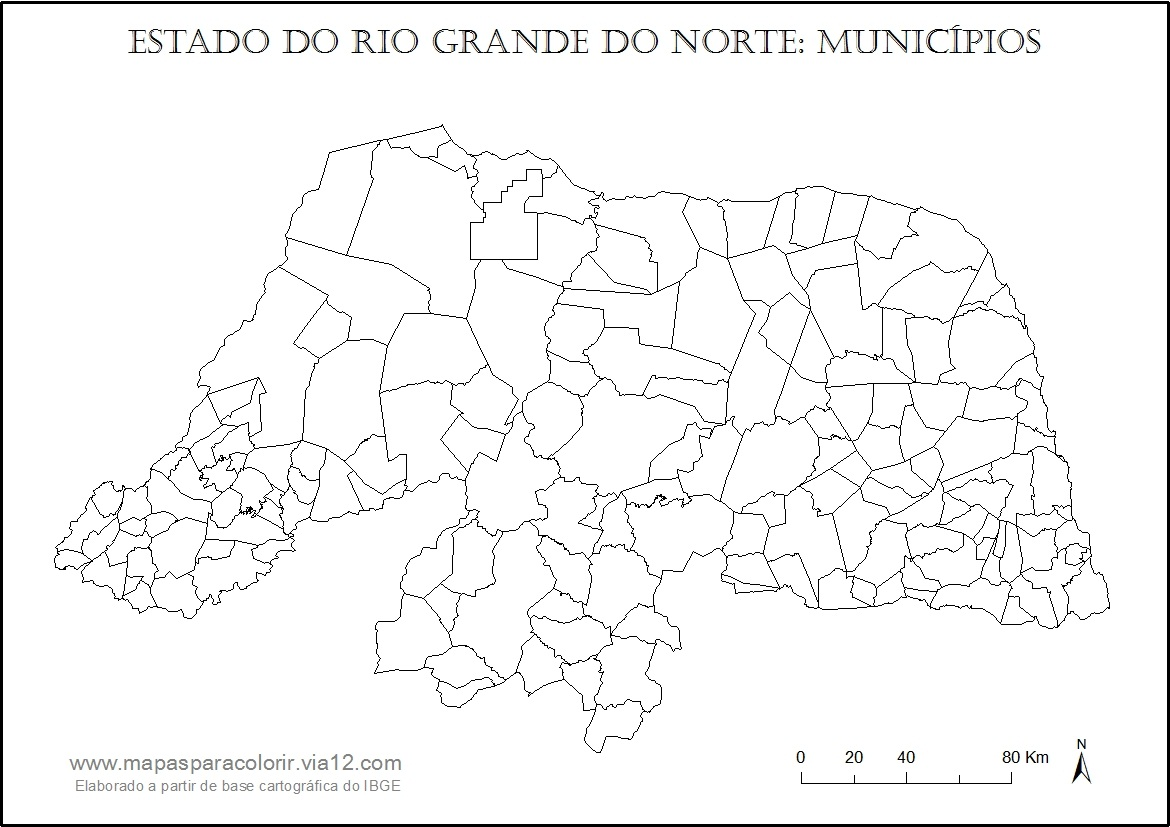 ESTADO DO RIO GRANDE DO NORTE: MUNICÍPIOS
www.mapasparacolorir.via12.com
Elaborado a partir de base cartográfica do IBGE
0 20 40 80 Km
N